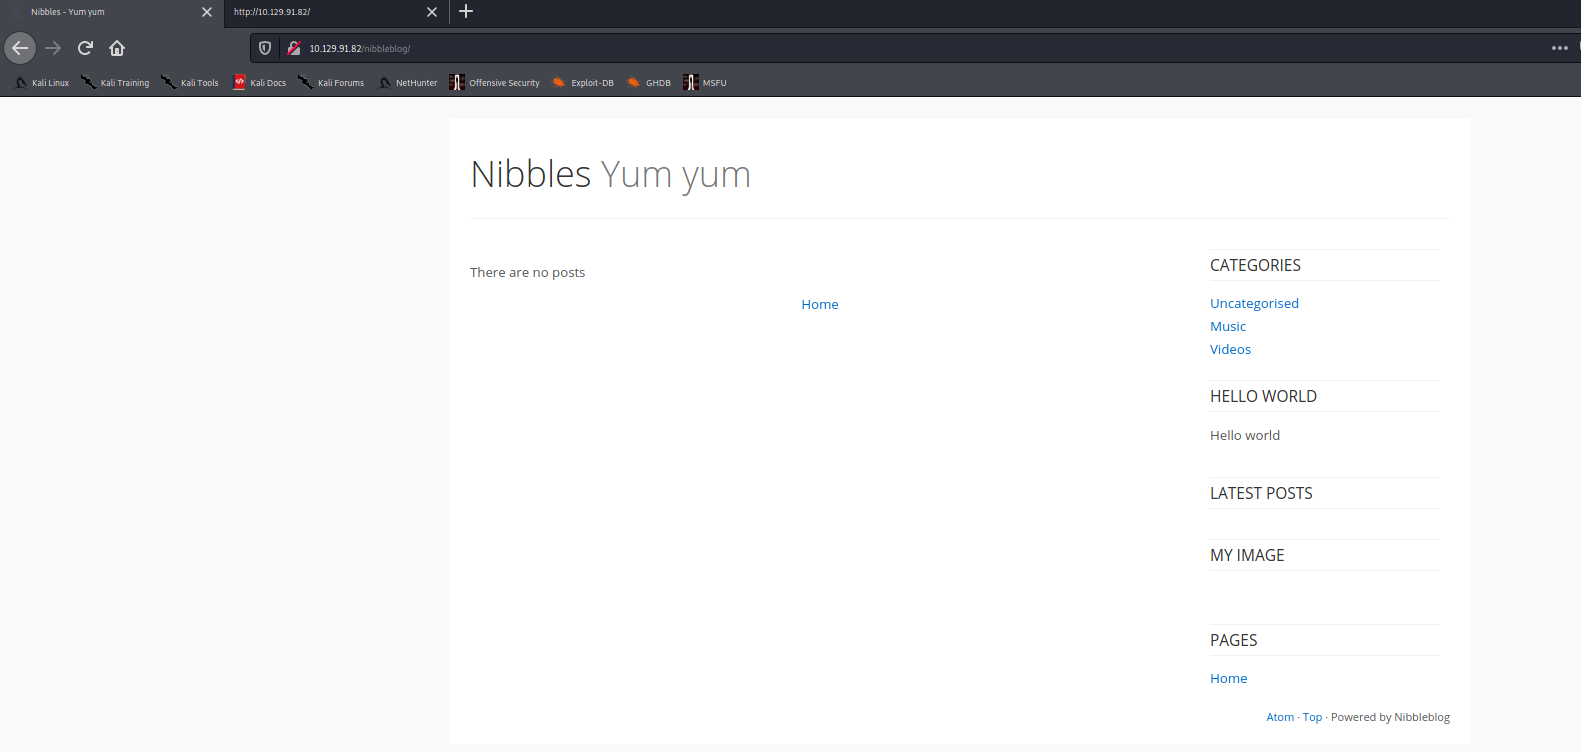 Nibbles - Yum yum
http://10.129.91.82/
10.129.91.82/nibbleblog/
Kali Linux Kali Training Kali Tools Kali Docs Kali Forums NetHunter Offensive Security Exploit-DB GHDB MSFU
Nibbles Yum yum
There are no posts
Home
CATEGORIES
Uncategorised
Music
Videos
HELLO WORLD
Hello world
LATEST POSTS
MY IMAGE
PAGES
Home
Atom · Top · Powered by Nibbleblog